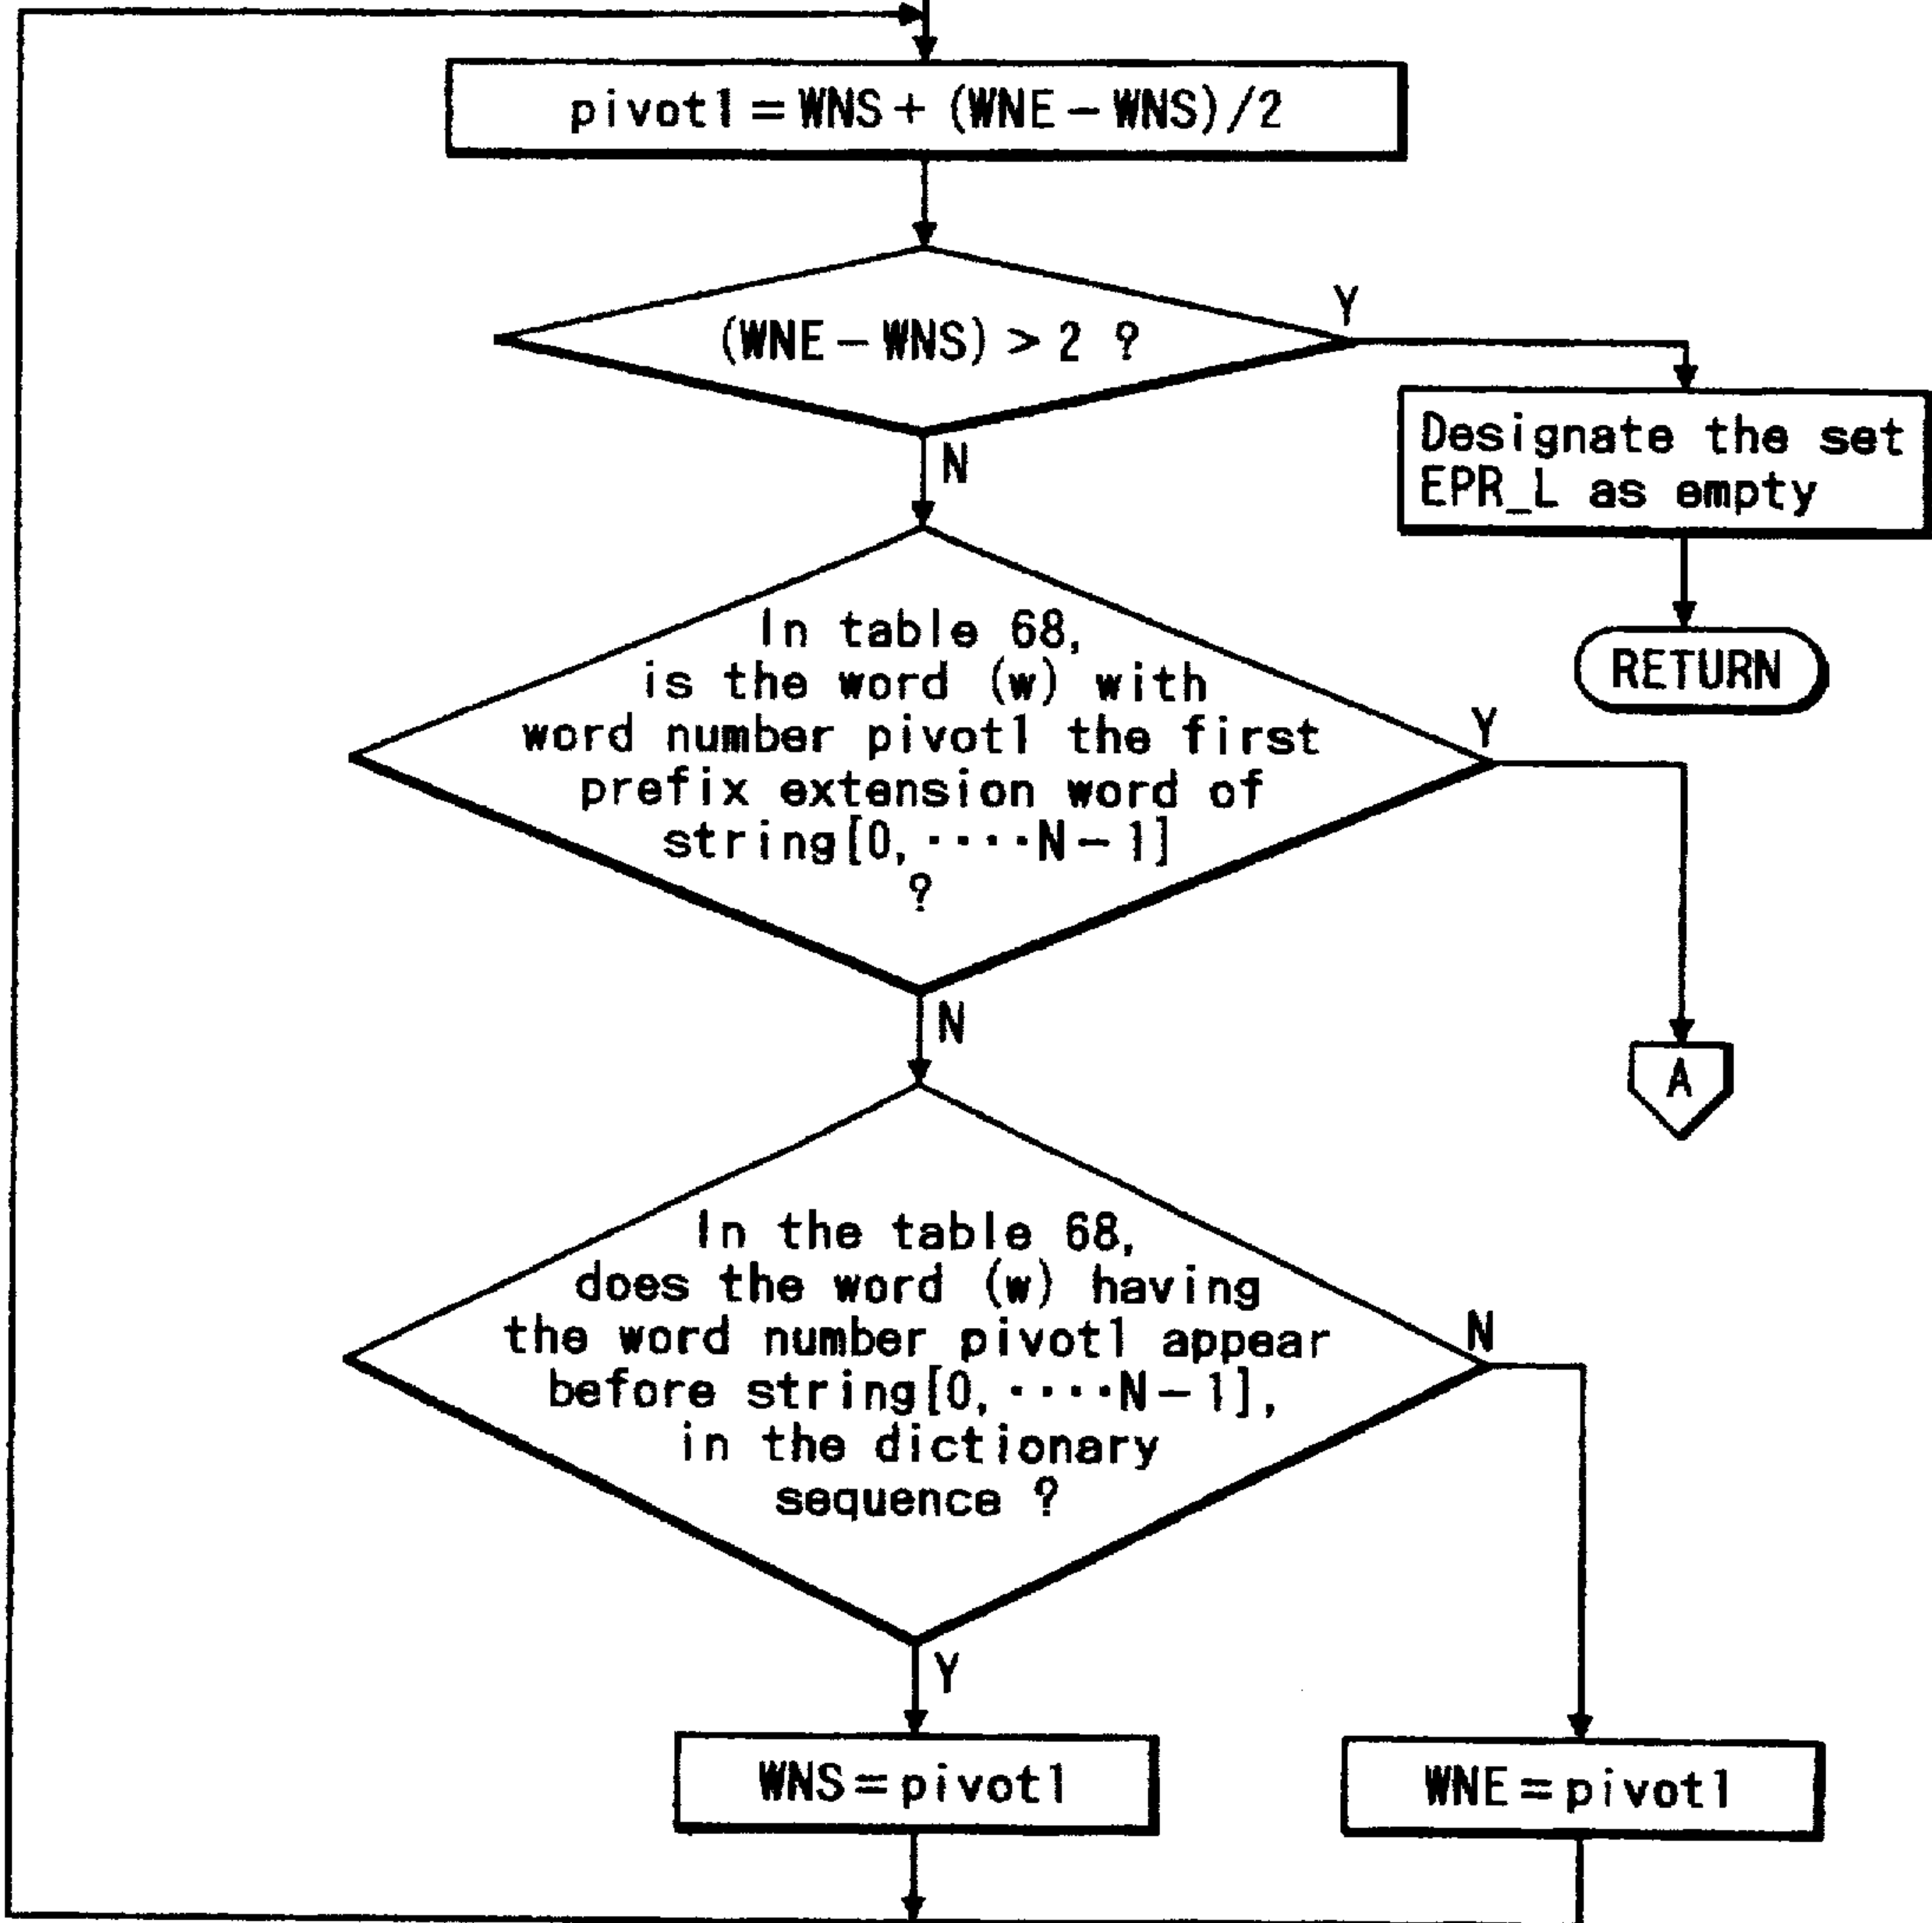 pivot1=WNS+(WNE-WNS)/2
(WNE-WNS)>2 ?
Y
N
Designate the set
EPR_L as empty
RETURN
In table 68,
is the word (w) with
word number pivot1 the first
prefix extension word of
string[0, ····N-1]
?
Y
N
A
In the table 68,
does the word (w) having
the word number pivot1 appear
before string[0, ····N-1],
in the dictionary
sequence ?
N
Y
WNS=pivot1
WNE=pivot1